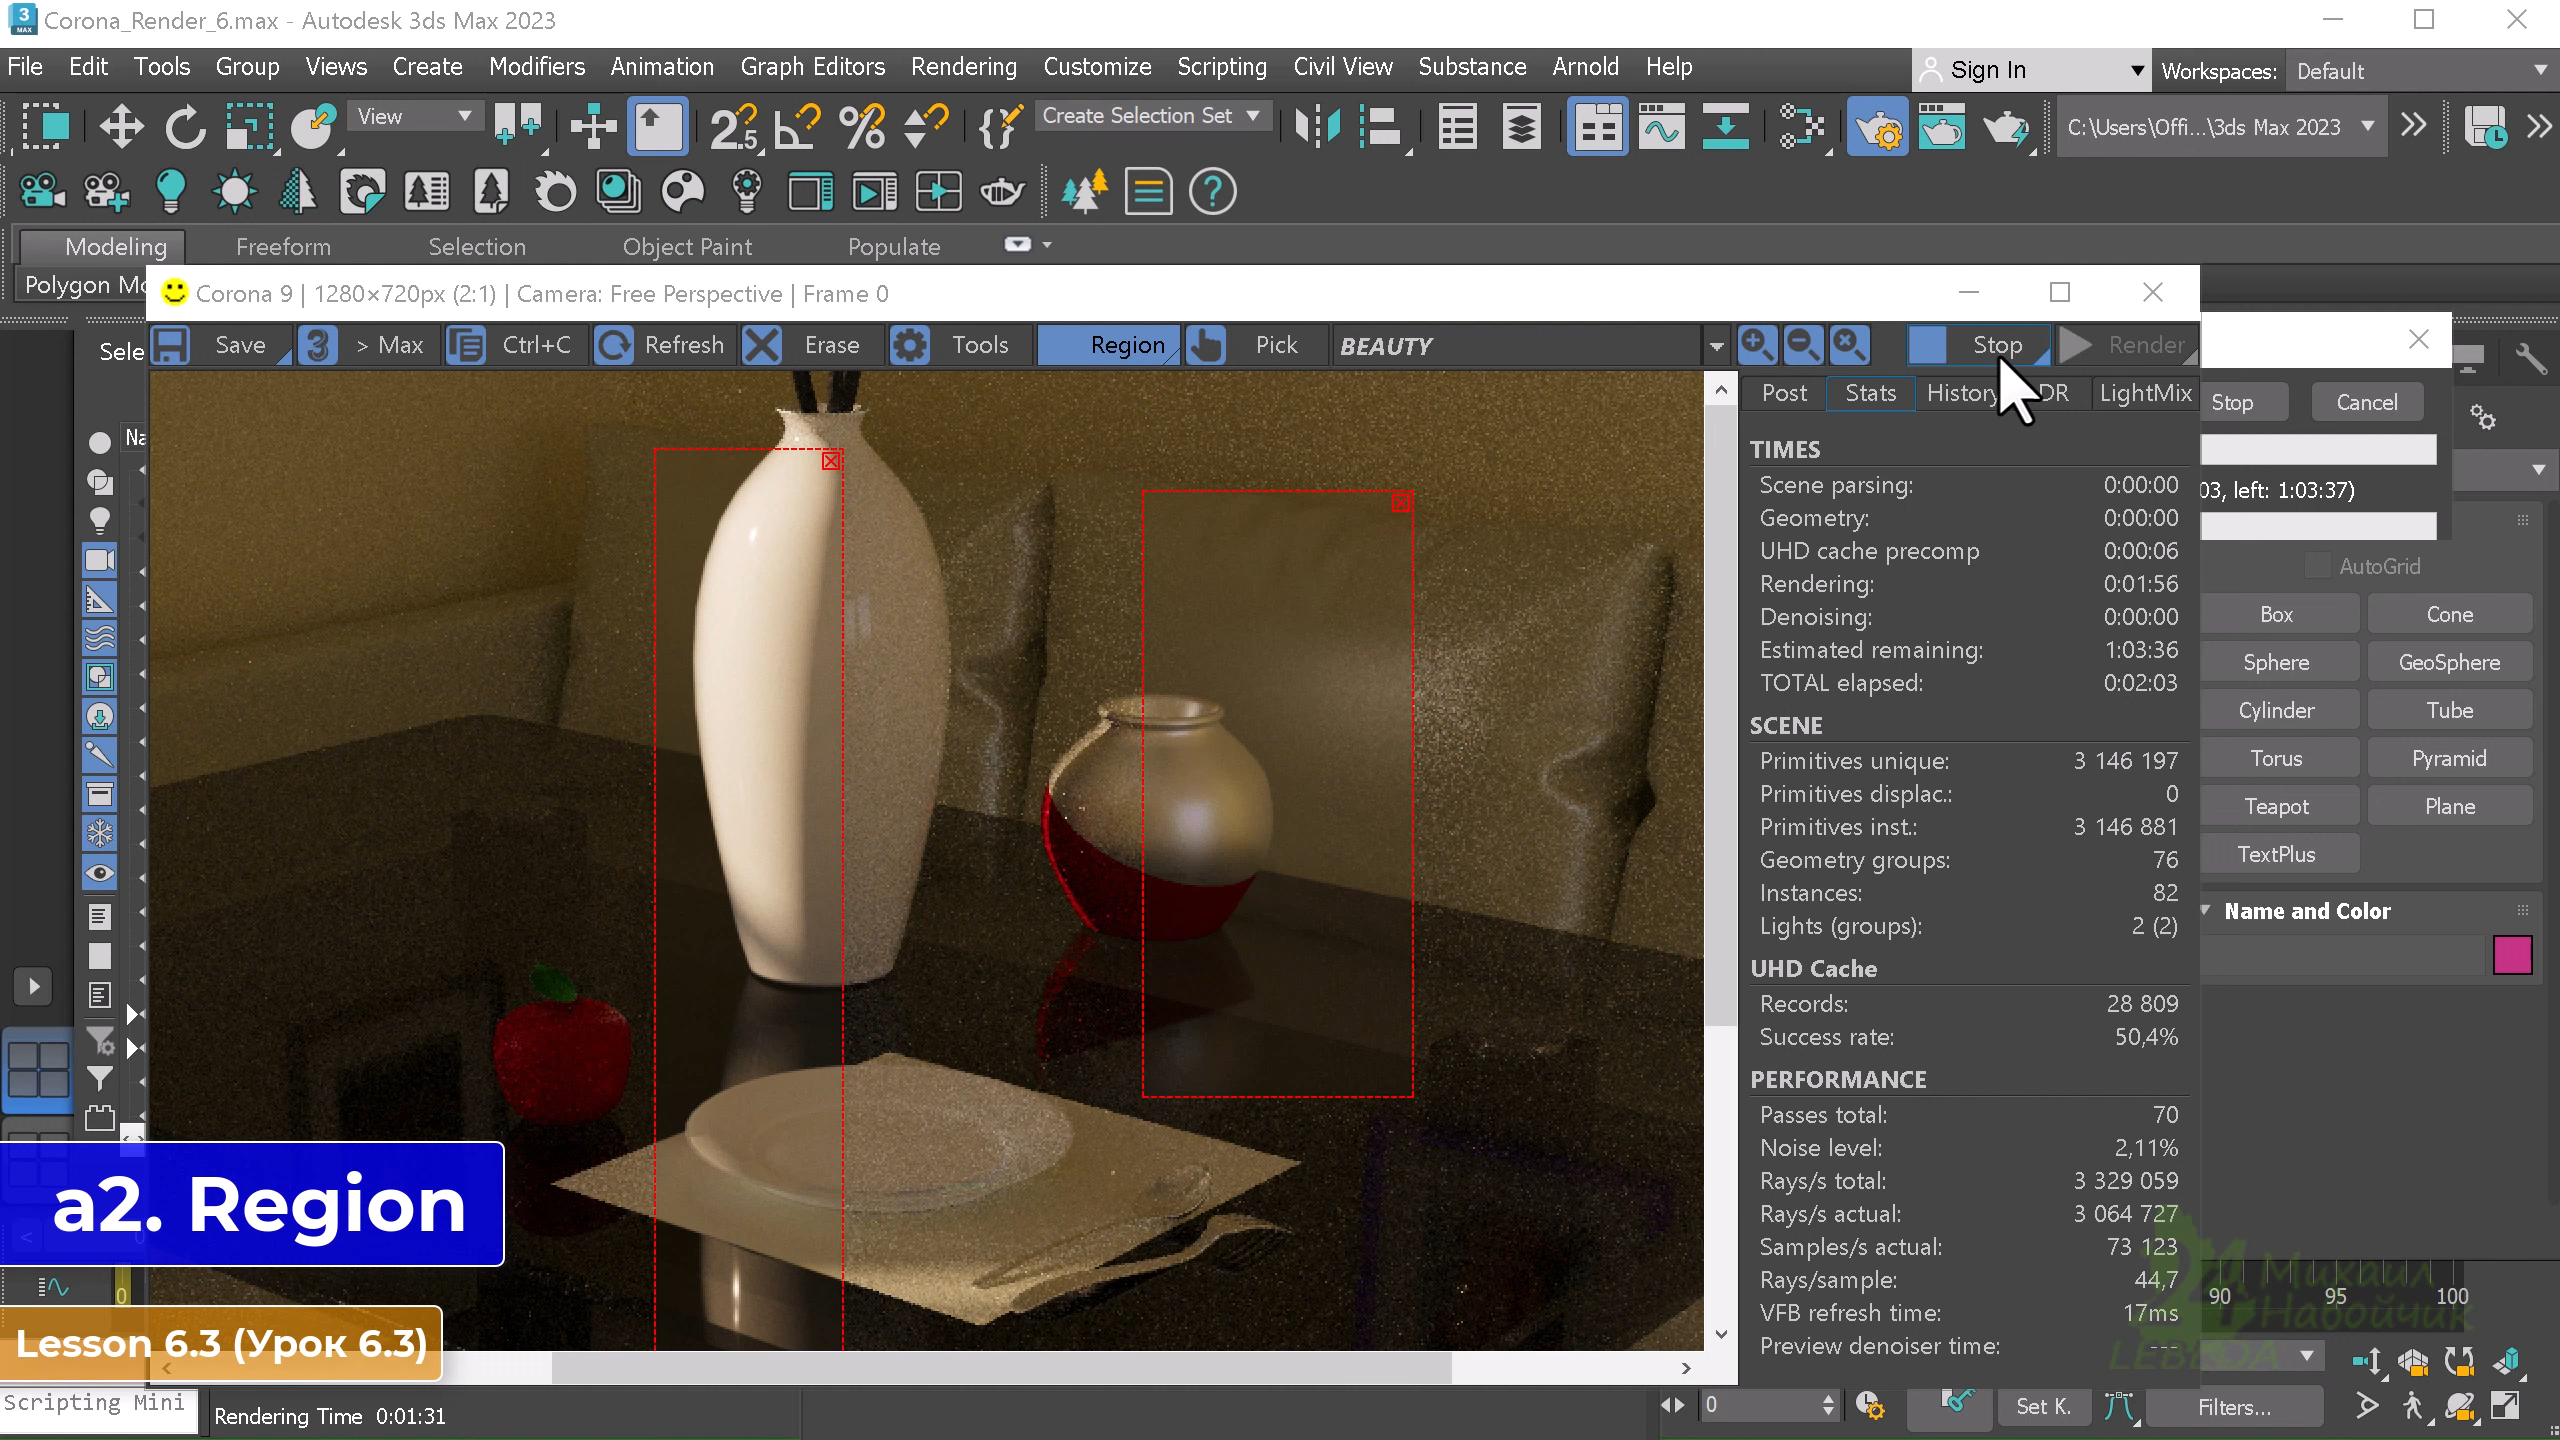 Corona_Render_6.max - Autodesk 3ds Max 2023
File Edit Tools Group Views Create Modifiers Animation Graph Editors Rendering Customize Scripting Civil View Substance Arnold Help
Sign In Workspaces: Default
View 2.5 Create Selection Set C:\Users\Offi...\3ds Max 2023
Modeling Freeform Selection Object Paint Populate
Polygon Mo
Corona 9 | 1280×720px (2:1) | Camera: Free Perspective | Frame 0
Sele Save > Max Ctrl+C Refresh Erase Tools Region Pick BEAUTY Stop Render
Post Stats History DR LightMix
Stop Cancel
Na
TIMES
Scene parsing: 0:00:00
03, left: 1:03:37)
Geometry: 0:00:00
UHD cache precomp 0:00:06
AutoGrid
Rendering: 0:01:56
Box Cone
Denoising: 0:00:00
Estimated remaining: 1:03:36
Sphere GeoSphere
TOTAL elapsed: 0:02:03
Cylinder Tube
SCENE
Primitives unique: 3 146 197
Torus Pyramid
Primitives displac.: 0
Teapot Plane
Primitives inst.: 3 146 881
TextPlus
Geometry groups: 76
Instances: 82
Name and Color
Lights (groups): 2 (2)
UHD Cache
Records: 28 809
Success rate: 50,4%
PERFORMANCE
Passes total: 70
Noise level: 2,11%
Rays/s total: 3 329 059
Rays/s actual: 3 064 727
Samples/s actual: 73 123
Rays/sample: 44,7
VFB refresh time: 17ms
Preview denoiser time: ---
a2. Region
0
Lesson 6.3 (Урок 6.3)
Михаил
Навойчик
LEBEDA
90 95 100
Scripting Mini
Rendering Time 0:01:31
0 Set K. Filters...